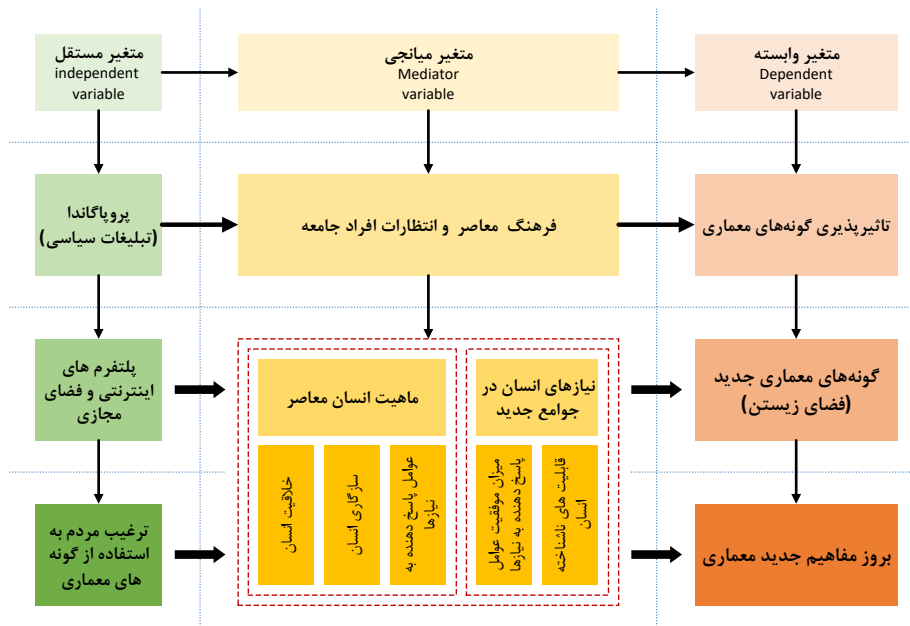 متغیر مستقل
independent
variable
متغیر میانجی
Mediator
variable
متغیر وابسته
Dependent
variable
پروپاگاندا
(تبلیغات سیاسی)
فرهنگ معاصر و انتظارات افراد جامعه
تاثیرپذیری گونه‌های معماری
پلتفرم های
اینترنتی و فضای
مجازی
ماهیت انسان معاصر
نیازهای انسان در
جوامع جدید
گونه‌های معماری جدید
(فضای زیستن)
خلاقیت انسان
سازگاری انسان
عوامل پاسخ دهنده به
نیازها
میزان موفقیت عوامل
پاسخ دهنده به نیازها
قابلیت های ناشناخته
انسان
ترغیب مردم به
استفاده از گونه
های معماری
بروز مفاهیم جدید معماری